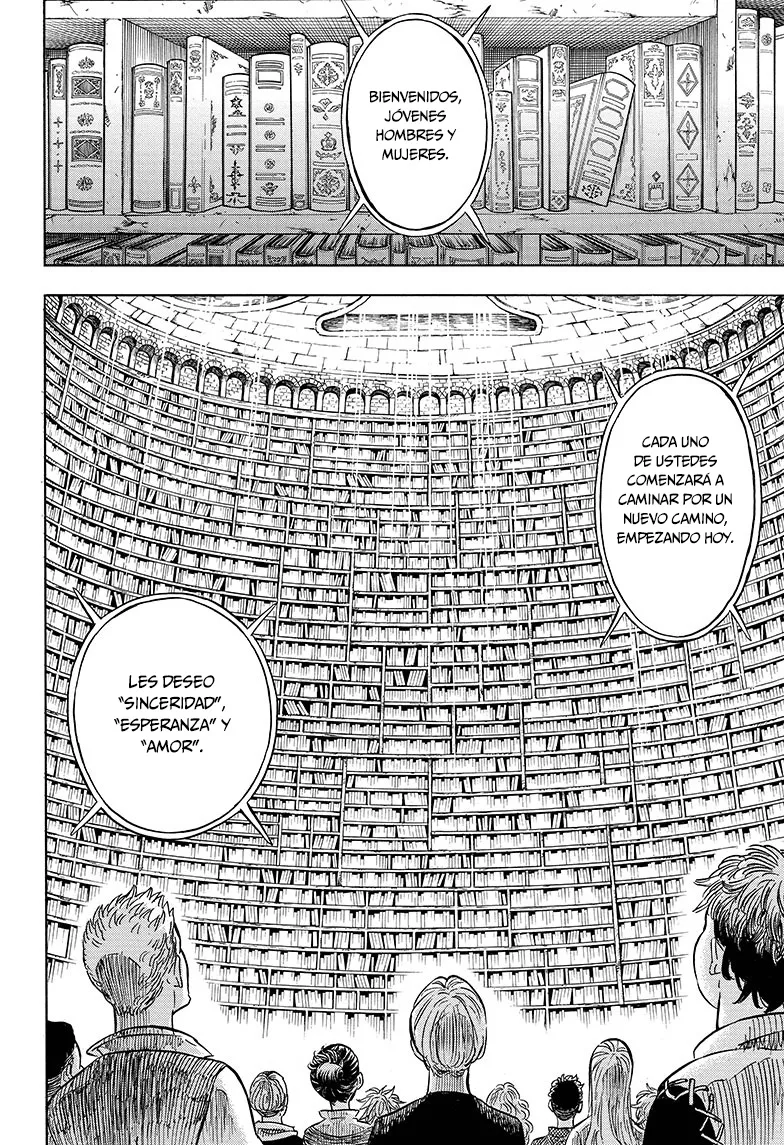 BIENVENIDOS,
JÓVENES
HOMBRES Y
MUJERES.
CADA UNO
DE USTEDES
COMENZARÁ A
CAMINAR POR UN
NUEVO CAMINO,
EMPEZANDO HOY.
LES DESEO
"SINCERIDAD",
"ESPERANZA" Y
"AMOR".